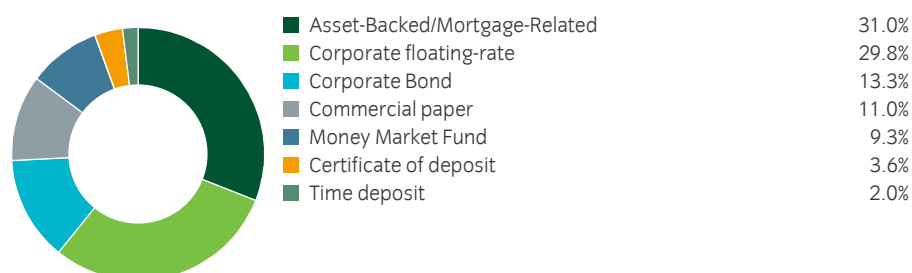 Asset-Backed/Mortgage-Related 31.0%
Corporate floating-rate 29.8%
Corporate Bond 13.3%
Commercial paper 11.0%
Money Market Fund 9.3%
Certificate of deposit 3.6%
Time deposit 2.0%